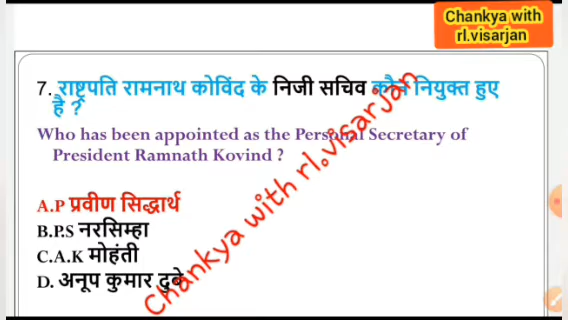 Chankya with
rl.visarjan
7. राष्ट्रपति रामनाथ कोविंद के निजी सचिव कौन नियुक्त हुए
है ?
Who has been appointed as the Personal Secretary of
President Ramnath Kovind ?
A.P प्रवीण सिद्धार्थ
B.P.S नरसिम्हा
C.A.K मोहंती
D. अनूप कुमार दुबे
Chankya with rl.visarjan